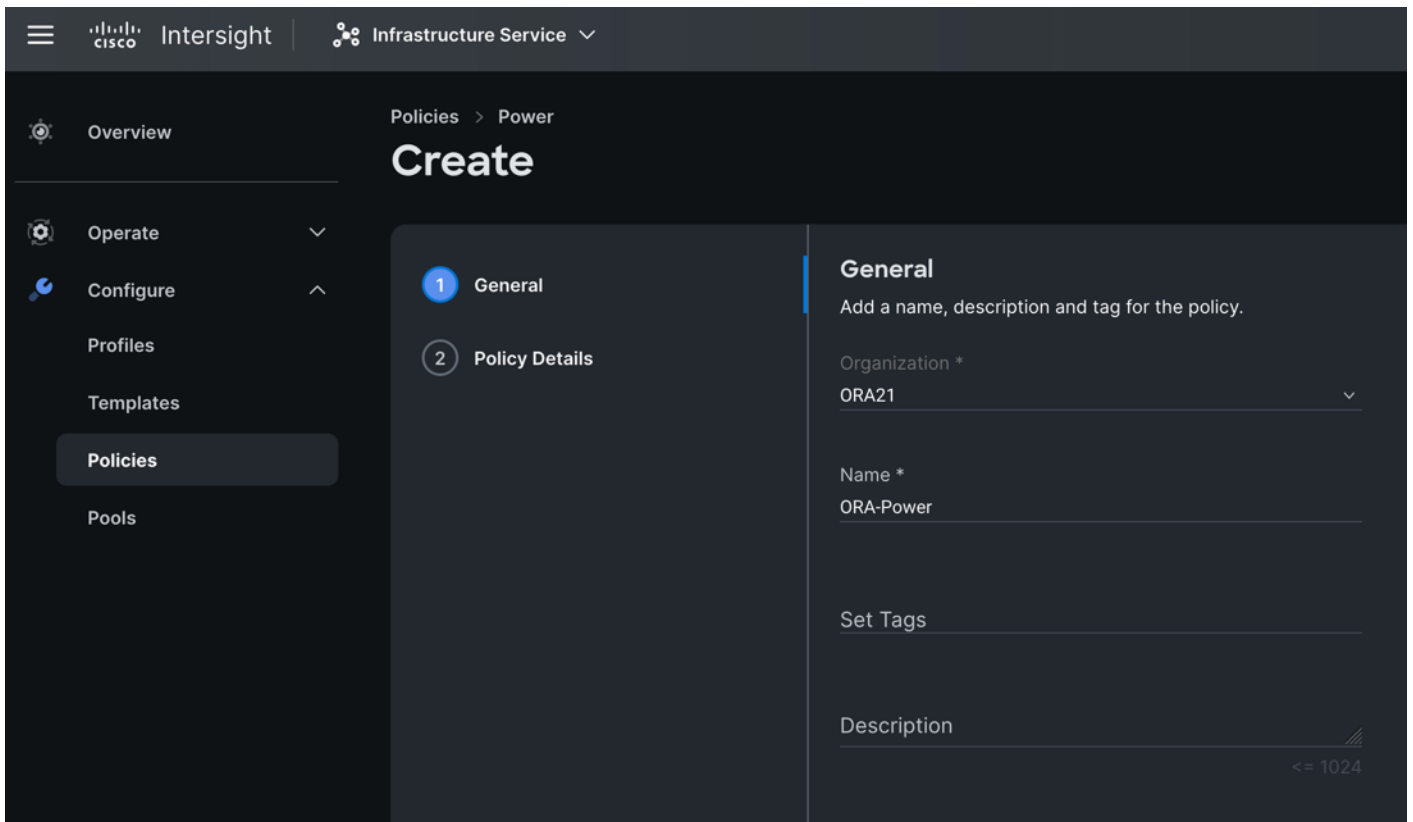 cisco Intersight Infrastructure Service
Overview
Operate
Configure
Profiles
Templates
Policies
Pools
Policies > Power
Create
1 General
2 Policy Details
General
Add a name, description and tag for the policy.
Organization *
ORA21
Name *
ORA-Power
Set Tags
Description
<= 1024